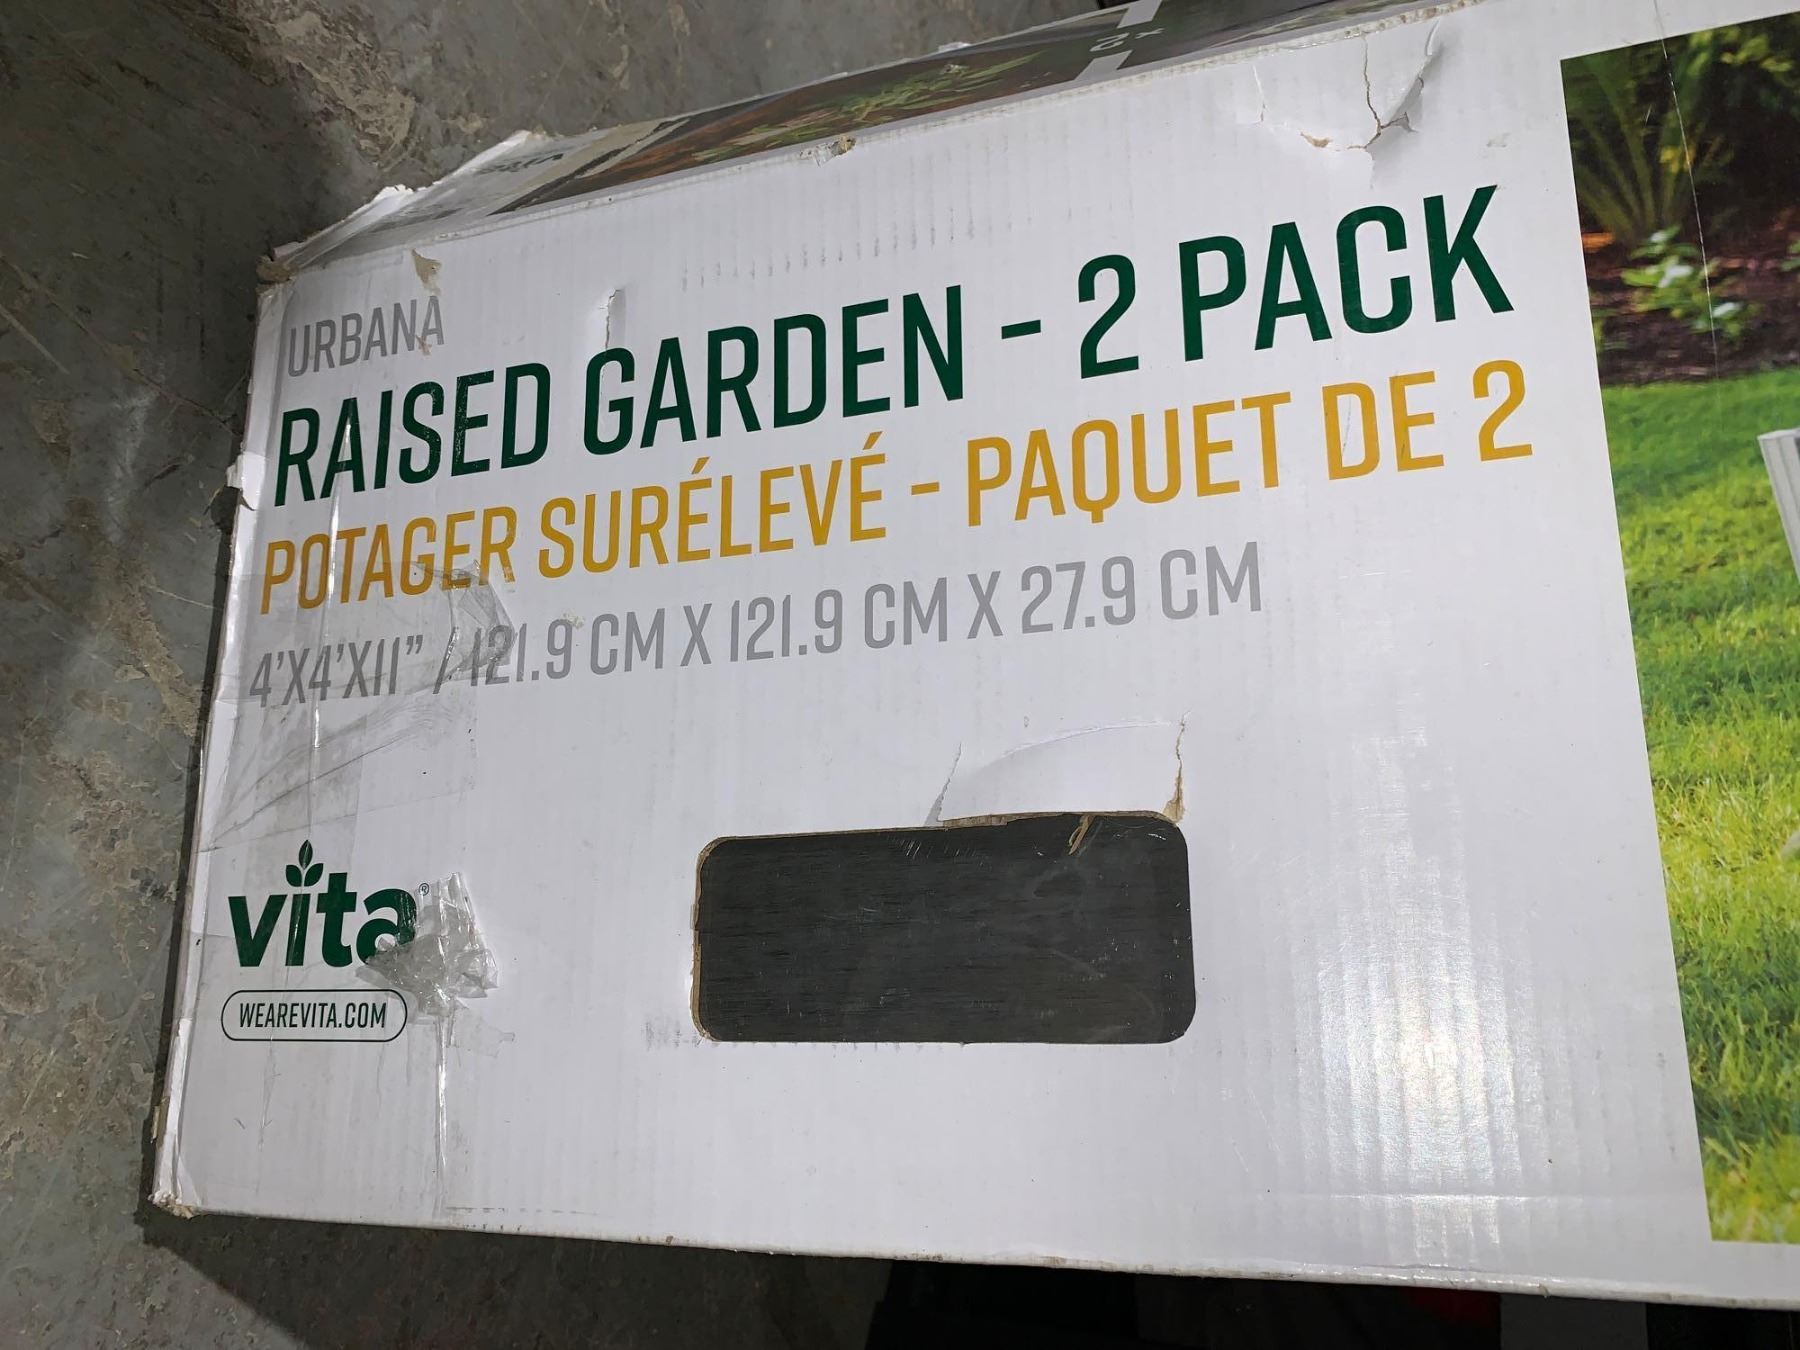 URBANA
RAISED GARDEN - 2 PACK
POTAGER SURÉLEVÉ - PAQUET DE 2
4'X4'X11" / 121.9 CM X 121.9 CM X 27.9 CM
vita®
WEAREVITA.COM